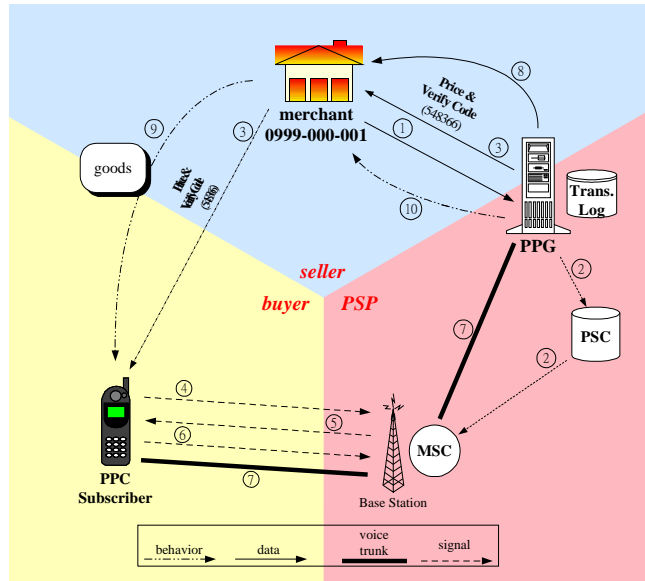 ⑧
Price &
Verify Code
(548366)
⑨
③
merchant
0999-000-001
①
③
goods
Trans.
Log
⑩
PPG
②
seller
buyer
PSP
⑦
PSC
②
④
⑤
⑥
MSC
PPC
Subscriber
⑦
Base Station
behavior
data
voice
trunk
signal